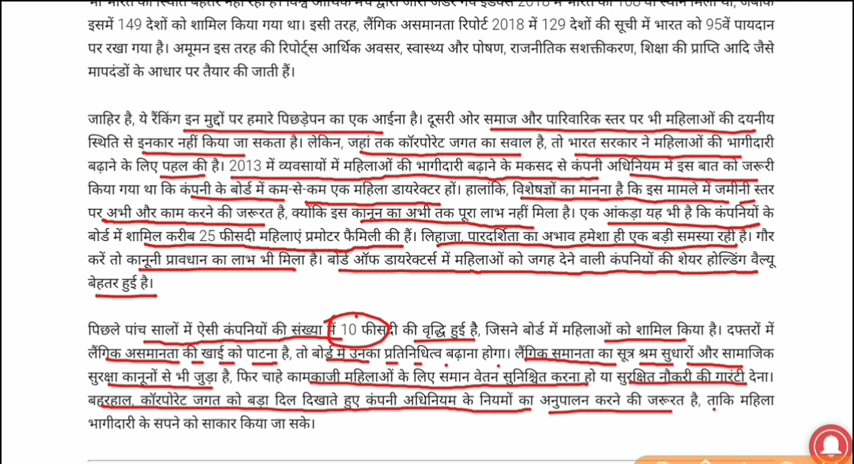 इसमें 149 देशों को शामिल किया गया था। इसी तरह, लैंगिक असमानता रिपोर्ट 2018 में 129 देशों की सूची में भारत को 95वें पायदान
पर रखा गया है। अमूमन इस तरह की रिपोर्ट्स आर्थिक अवसर, स्वास्थ्य और पोषण, राजनीतिक सशक्तीकरण, शिक्षा की प्राप्ति आदि जैसे
मापदंडों के आधार पर तैयार की जाती हैं।
जाहिर है, ये रैंकिंग इन मुद्दों पर हमारे पिछड़ेपन का एक आईना है। दूसरी ओर समाज और पारिवारिक स्तर पर भी महिलाओं की दयनीय
स्थिति से इनकार नहीं किया जा सकता है। लेकिन, जहां तक कॉरपोरेट जगत का सवाल है, तो भारत सरकार ने महिलाओं की भागीदारी
बढ़ाने के लिए पहल की है। 2013 में व्यवसायों में महिलाओं की भागीदारी बढ़ाने के मकसद से कंपनी अधिनियम में इस बात को जरूरी
किया गया था कि कंपनी के बोर्ड में कम-से-कम एक महिला डायरेक्टर हों। हालांकि, विशेषज्ञों का मानना है कि इस मामले में जमीनी स्तर
पर अभी और काम करने की जरूरत है, क्योंकि इस कानून का अभी तक पूरा लाभ नहीं मिला है। एक आंकड़ा यह भी है कि कंपनियों के
बोर्ड में शामिल करीब 25 फीसदी महिलाएं प्रमोटर फैमिली की हैं। लिहाजा, पारदर्शिता का अभाव हमेशा ही एक बड़ी समस्या रही है। गौर
करें तो कानूनी प्रावधान का लाभ भी मिला है। बोर्ड ऑफ डायरेक्टर्स में महिलाओं को जगह देने वाली कंपनियों की शेयर होल्डिंग वैल्यू
बेहतर हुई है।
पिछले पांच सालों में ऐसी कंपनियों की संख्या में 10 फीसदी की वृद्धि हुई है, जिसने बोर्ड में महिलाओं को शामिल किया है। दफ्तरों में
लैंगिक असमानता की खाई को पाटना है, तो बोर्ड में उनका प्रतिनिधित्व बढ़ाना होगा। लैंगिक समानता का सूत्र श्रम सुधारों और सामाजिक
सुरक्षा कानूनों से भी जुड़ा है, फिर चाहे कामकाजी महिलाओं के लिए समान वेतन सुनिश्चित करना हो या सुरक्षित नौकरी की गारंटी देना।
बहरहाल, कॉरपोरेट जगत को बड़ा दिल दिखाते हुए कंपनी अधिनियम के नियमों का अनुपालन करने की जरूरत है, ताकि महिला
भागीदारी के सपने को साकार किया जा सके।